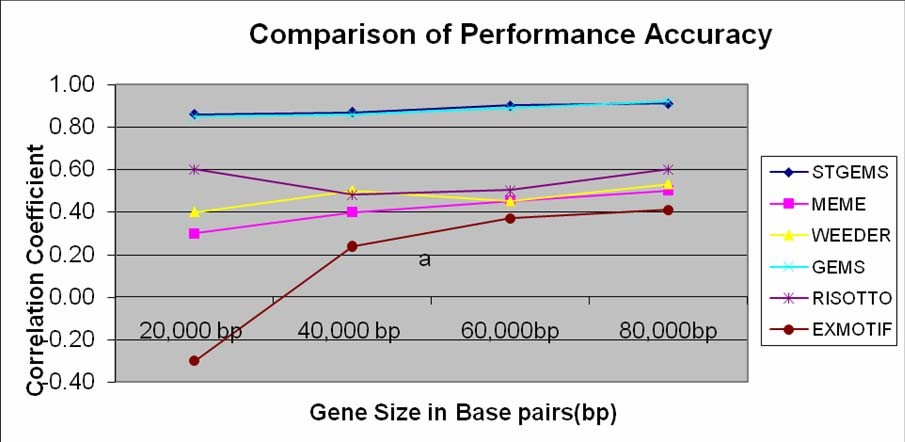 Comparison of Performance Accuracy
Correlation Coefficient
1.00
0.80
0.60
0.40
0.20
0.00
-0.20
-0.40
a
20,000 bp 40,000 bp 60,000bp 80,000bp
Gene Size in Base pairs(bp)
STGEMS
MEME
WEEDER
GEMS
RISOTTO
EXMOTIF